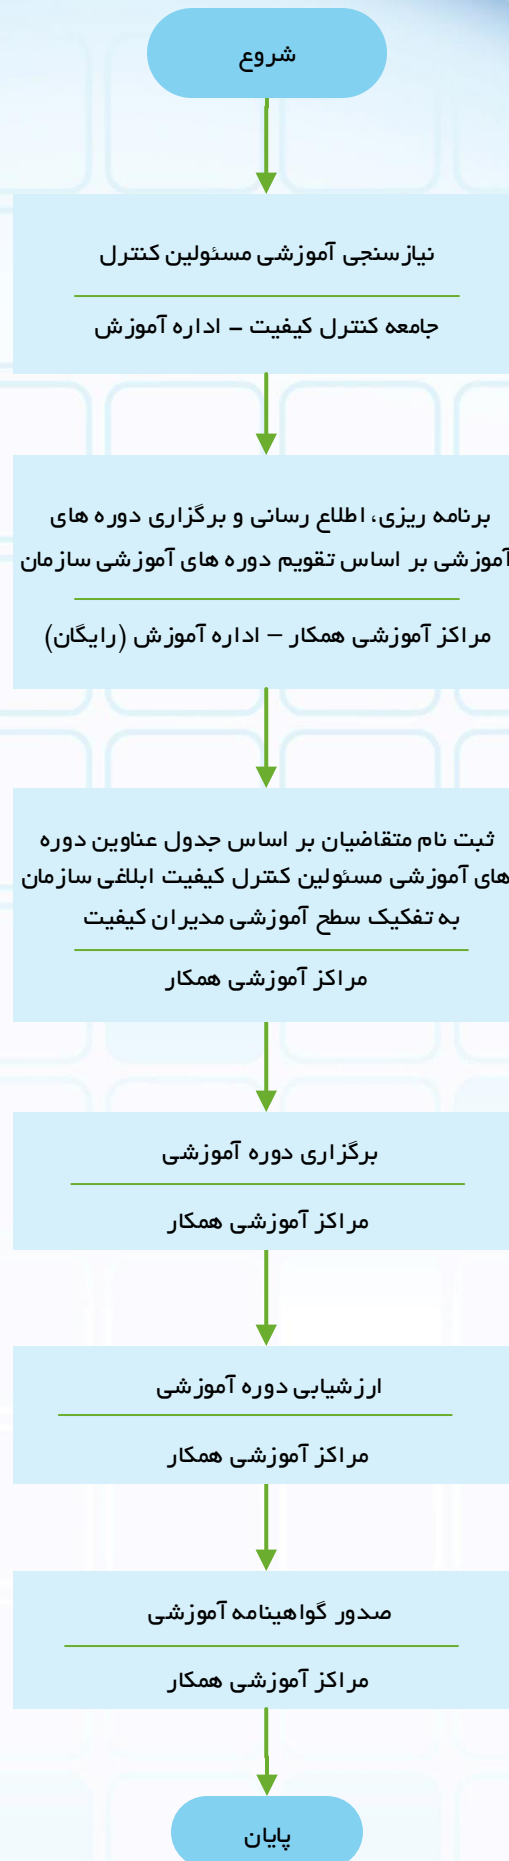 شروع
نیازسنجی آموزشی مسئولین کنترل
جامعه کنترل کیفیت – اداره آموزش
برنامه ریزی، اطلاع رسانی و برگزاری دوره های
آموزشی بر اساس تقویم دوره های آموزشی سازمان
مراکز آموزشی همکار – اداره آموزش (رایگان)
ثبت نام متقاضیان بر اساس جدول عناوین دوره
های آموزشی مسئولین کنترل کیفیت ابلاغی سازمان
به تفکیک سطح آموزشی مدیران کیفیت
مراکز آموزشی همکار
برگزاری دوره آموزشی
مراکز آموزشی همکار
ارزشیابی دوره آموزشی
مراکز آموزشی همکار
صدور گواهینامه آموزشی
مراکز آموزشی همکار
پایان